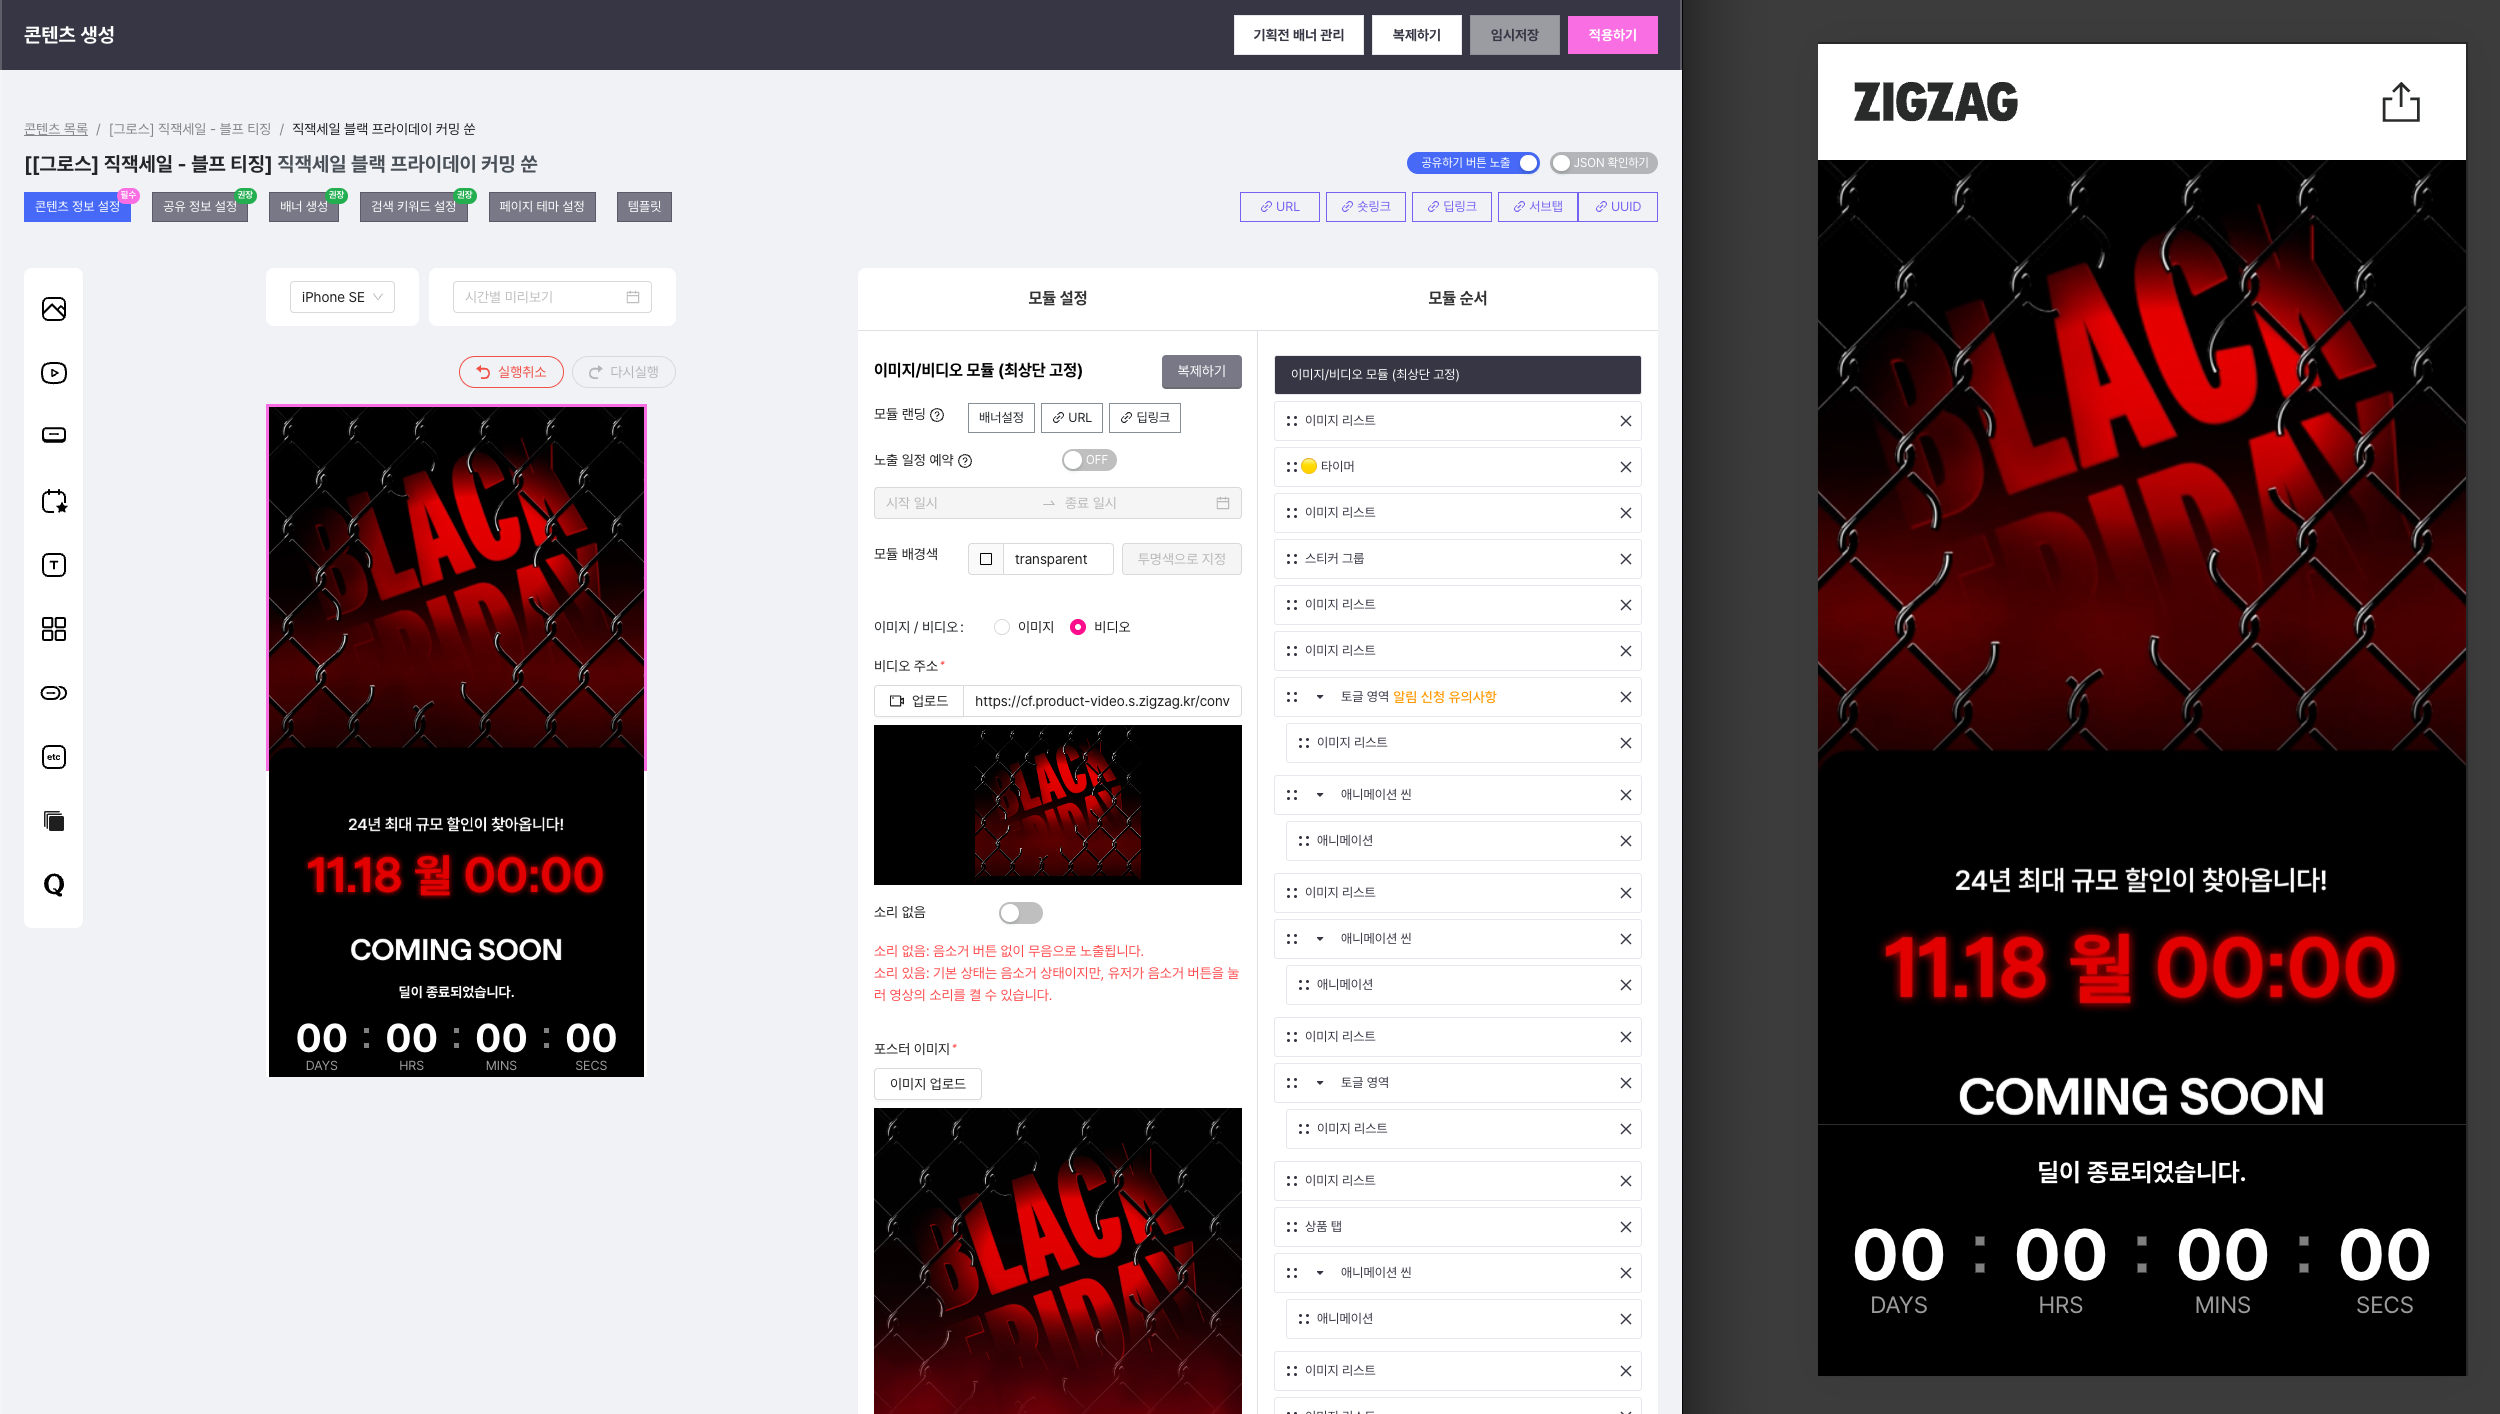 콘텐츠 생성
기획전 배너 관리
복제하기
임시저장
적용하기
콘텐츠 목록 / [그로스] 직잭세일 - 블프 티징 / 직잭세일 블랙 프라이데이 커밍 쑨
[[그로스] 직잭세일 - 블프 티징] 직잭세일 블랙 프라이데이 커밍 쑨
공유하기 버튼 노출
JSON 확인하기
콘텐츠 정보 설정 필수
공유 정보 설정 권장
배너 생성 권장
검색 키워드 설정 권장
페이지 테마 설정
템플릿
URL
숏링크
딥링크
서브탭
UUID
T
etc
Q
iPhone SE
시간별 미리보기
실행취소
다시실행
BLACK
FRIDAY
24년 최대 규모 할인이 찾아옵니다!
11.18 월 00:00
COMING SOON
딜이 종료되었습니다.
00 : 00 : 00 : 00
DAYS HRS MINS SECS
모듈 설정
이미지/비디오 모듈 (최상단 고정)
복제하기
모듈 랜딩
배너설정
URL
딥링크
노출 일정 예약
OFF
시작 일시 → 종료 일시
모듈 배경색
transparent
투명색으로 지정
이미지 / 비디오 :
이미지
비디오
비디오 주소*
업로드
https://cf.product-video.s.zigzag.kr/conv
BLACK
FRIDAY
소리 없음
소리 없음: 음소거 버튼 없이 무음으로 노출됩니다.
소리 있음: 기본 상태는 음소거 상태이지만, 유저가 음소거 버튼을 눌
러 영상의 소리를 켤 수 있습니다.
포스터 이미지*
이미지 업로드
BLACK
FRIDAY
모듈 순서
이미지/비디오 모듈 (최상단 고정)
이미지 리스트
타이머
이미지 리스트
스티커 그룹
이미지 리스트
이미지 리스트
토글 영역 알림 신청 유의사항
이미지 리스트
애니메이션 씬
애니메이션
이미지 리스트
애니메이션 씬
애니메이션
이미지 리스트
토글 영역
이미지 리스트
이미지 리스트
상품 탭
애니메이션 씬
애니메이션
이미지 리스트
ZIGZAG
BLACK
FRIDAY
24년 최대 규모 할인이 찾아옵니다!
11.18 월 00:00
COMING SOON
딜이 종료되었습니다.
00 : 00 : 00 : 00
DAYS HRS MINS SECS